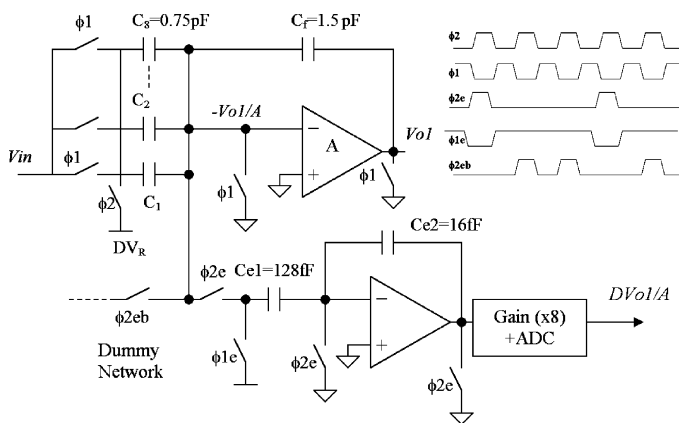 ϕ1
C8=0.75pF
Cf=1.5 pF
C2
-Vo1/A
Vin
ϕ1
C1
ϕ2
DVR
ϕ1
A
−
+
Vo1
ϕ1
ϕ2
ϕ1
ϕ2e
ϕ1e
ϕ2eb
ϕ2eb
Dummy
Network
ϕ2e
Ce1=128fF
ϕ1e
ϕ2e
Ce2=16fF
−
+
ϕ2e
Gain (x8)
+ADC
DVo1/A